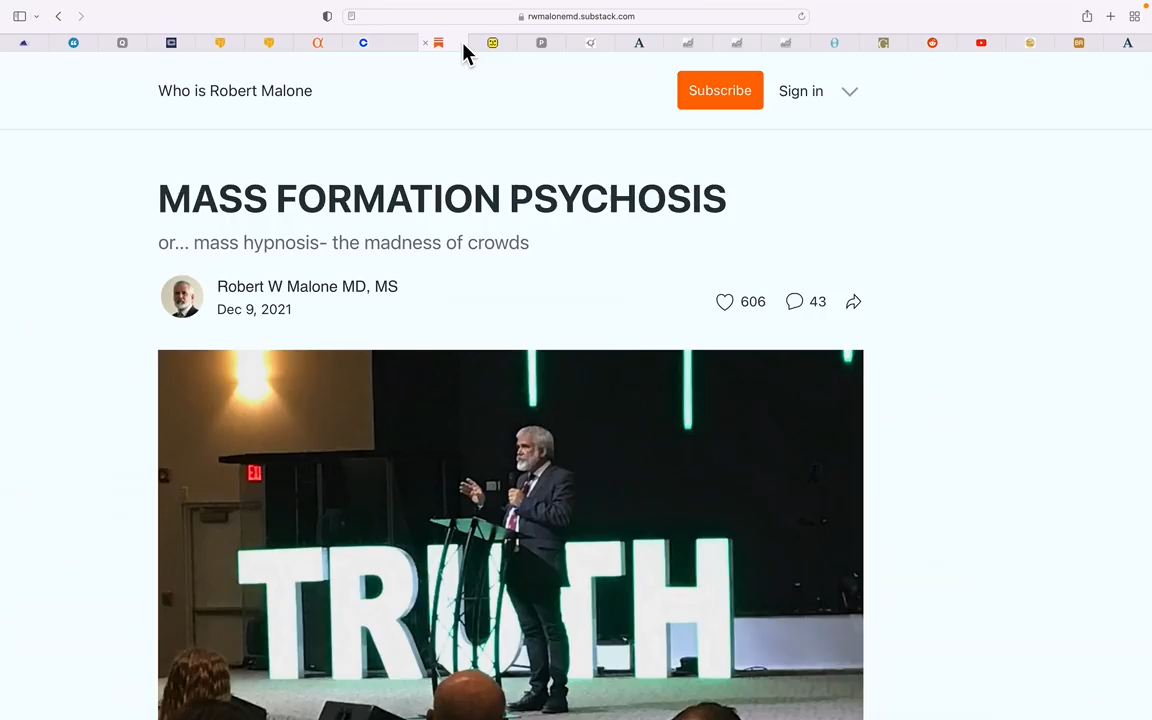 rwmalonemd.substack.com
Who is Robert Malone
Subscribe
Sign in
MASS FORMATION PSYCHOSIS
or... mass hypnosis- the madness of crowds
Robert W Malone MD, MS
Dec 9, 2021
606
43
TRUTH